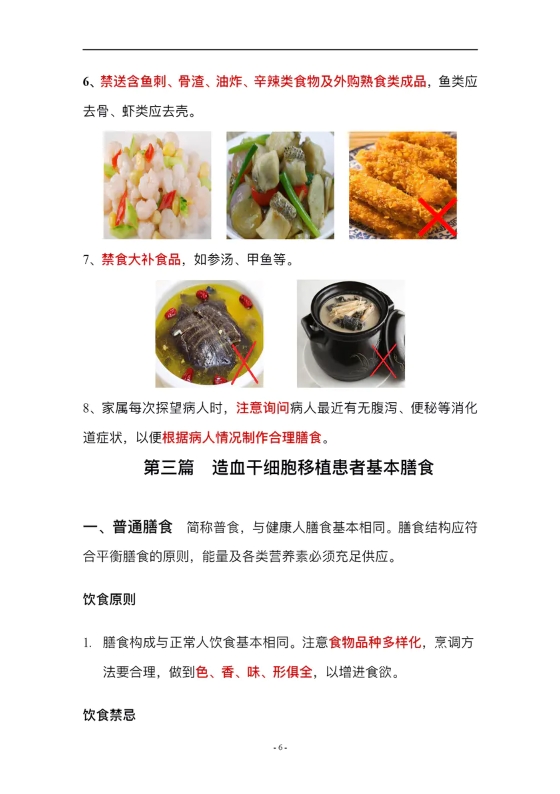 6、禁送含鱼刺、骨渣、油炸、辛辣类食物及外购熟食类成品，鱼类应
去骨、虾类应去壳。
7、禁食大补食品，如参汤、甲鱼等。
8、家属每次探望病人时，注意询问病人最近有无腹泻、便秘等消化
道症状，以便根据病人情况制作合理膳食。
第三篇　造血干细胞移植患者基本膳食
一、普通膳食　简称普食，与健康人膳食基本相同。膳食结构应符
合平衡膳食的原则，能量及各类营养素必须充足供应。
饮食原则
1. 膳食构成与正常人饮食基本相同。注意食物品种多样化，烹调方
法要合理，做到色、香、味、形俱全，以增进食欲。
饮食禁忌
- 6 -